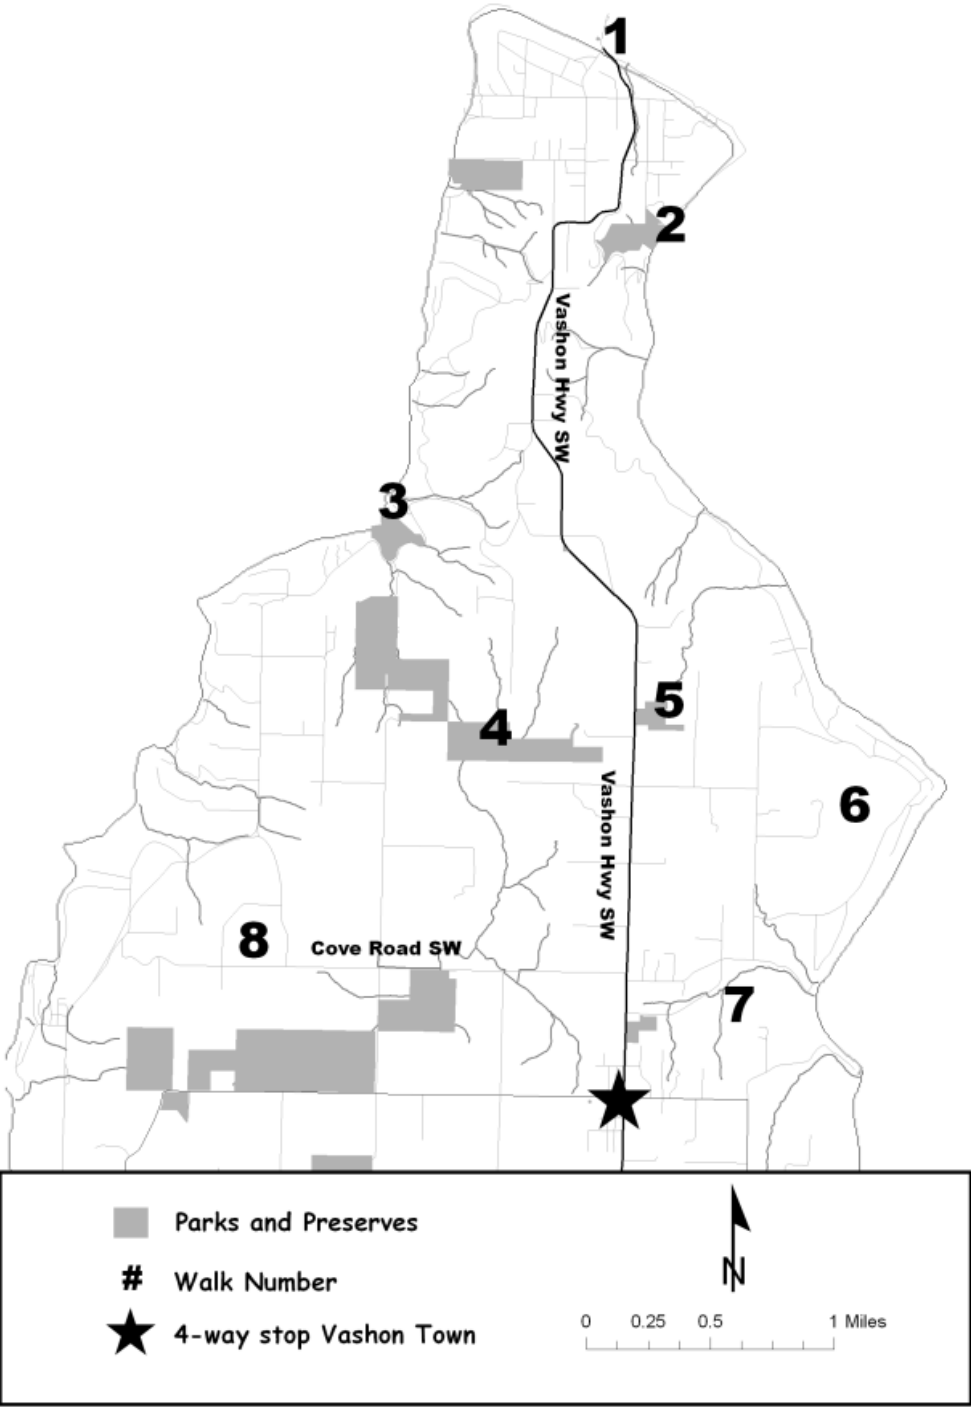 1
2
Vashon Hwy SW
3
4
5
6
Vashon Hwy SW
8
Cove Road SW
7
Parks and Preserves
# Walk Number
4-way stop Vashon Town
N
0 0.25 0.5 1 Miles